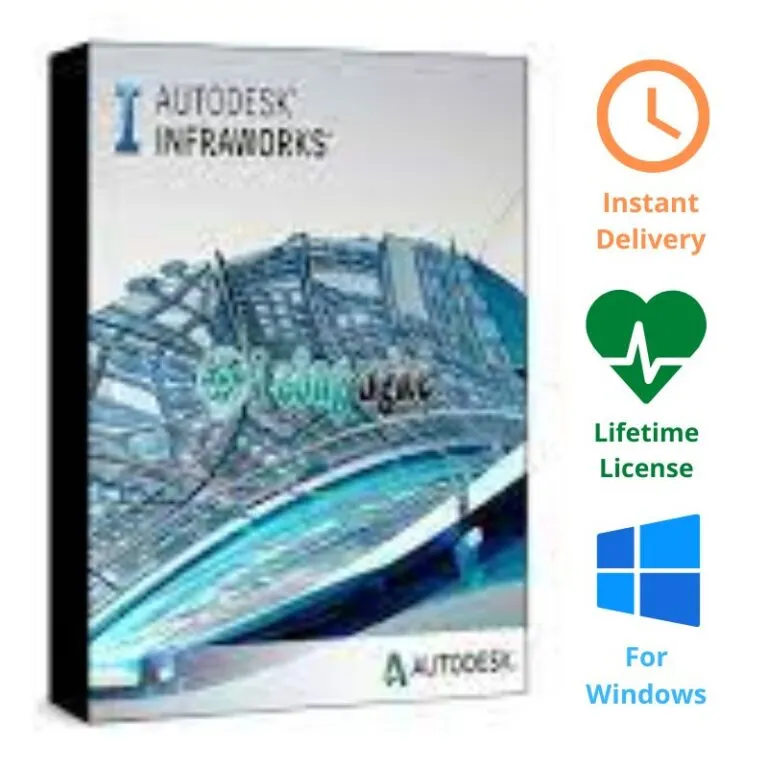 AUTODESK®
INFRAWORKS®
AUTODESK.
Instant
Delivery
Lifetime
License
For
Windows